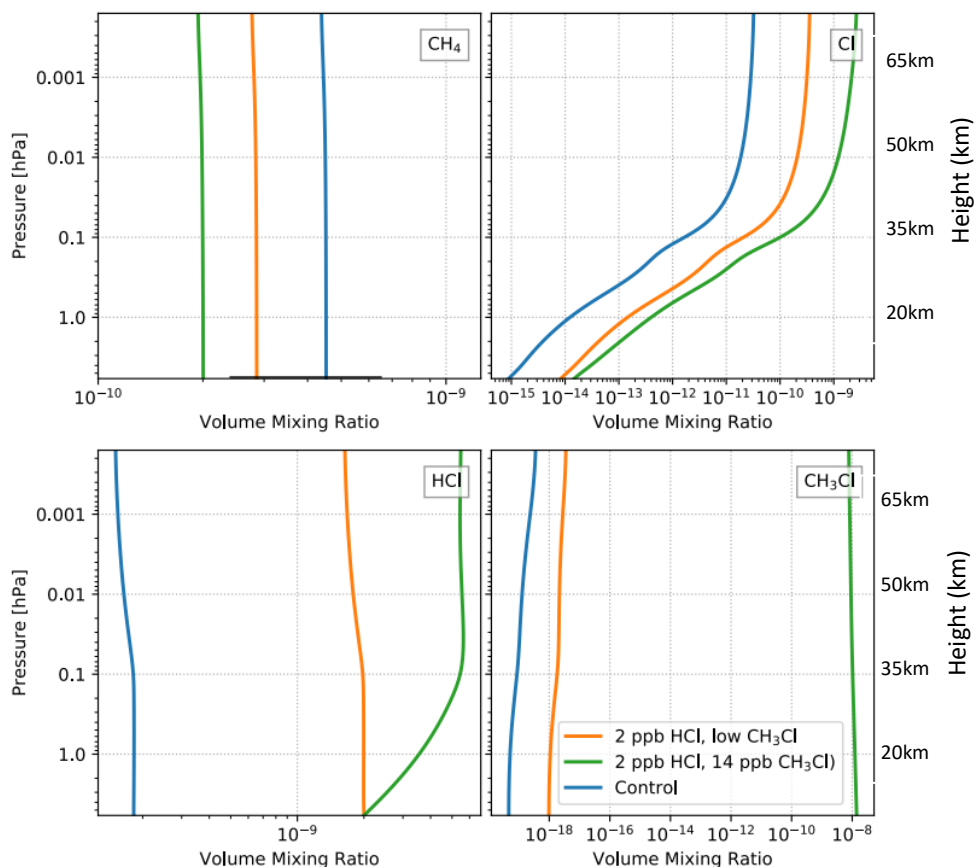 CH₄
Cl
0.001
0.01
0.1
1.0
Pressure [hPa]
65km
50km
35km
20km
Height (km)
10⁻¹⁰
10⁻⁹
10⁻¹⁵
10⁻¹⁴
10⁻¹³
10⁻¹²
10⁻¹¹
10⁻¹⁰
10⁻⁹
Volume Mixing Ratio
Volume Mixing Ratio
HCl
CH₃Cl
0.001
0.01
0.1
1.0
Pressure [hPa]
65km
50km
35km
20km
Height (km)
2 ppb HCl, low CH₃Cl
2 ppb HCl, 14 ppb CH₃Cl)
Control
10⁻⁹
10⁻¹⁸
10⁻¹⁶
10⁻¹⁴
10⁻¹²
10⁻¹⁰
10⁻⁸
Volume Mixing Ratio
Volume Mixing Ratio